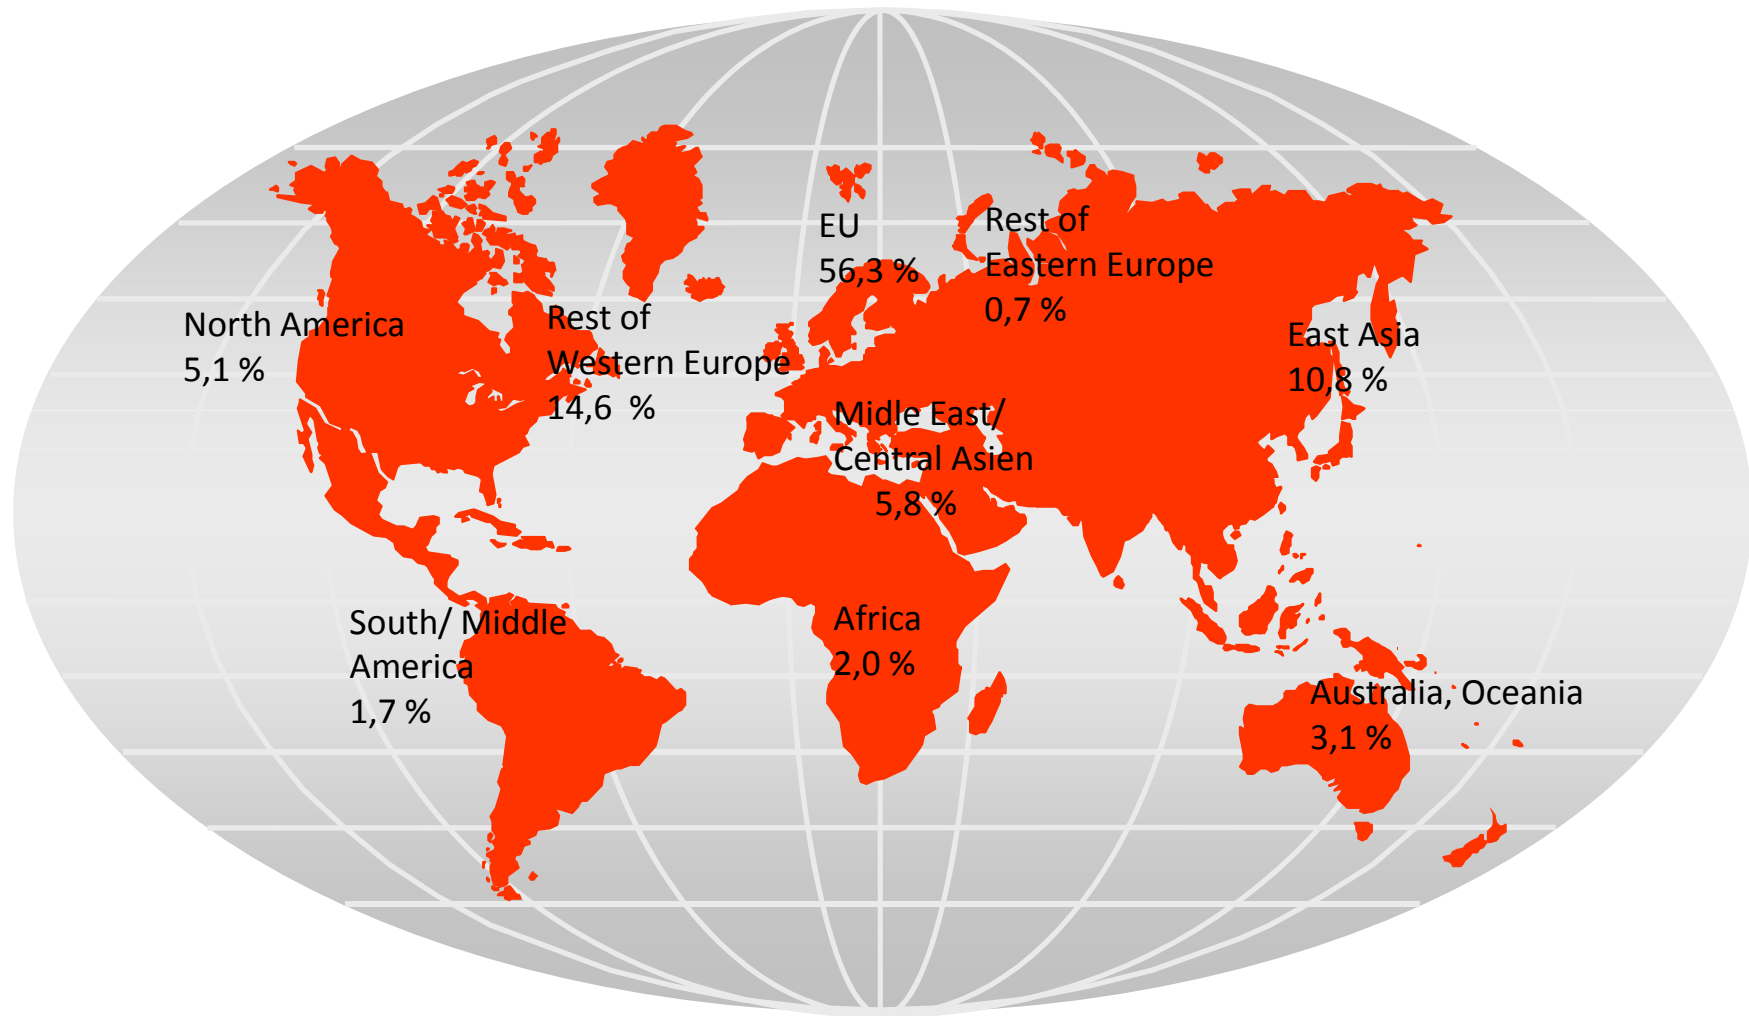 EU
56,3 %
Rest of
Eastern Europe
0,7 %
North America
5,1 %
Rest of
Western Europe
14,6  %
East Asia
10,8 %
Midle East/
Central Asien
5,8 %
South/ Middle
America
1,7 %
Africa
2,0 %
Australia, Oceania
3,1 %